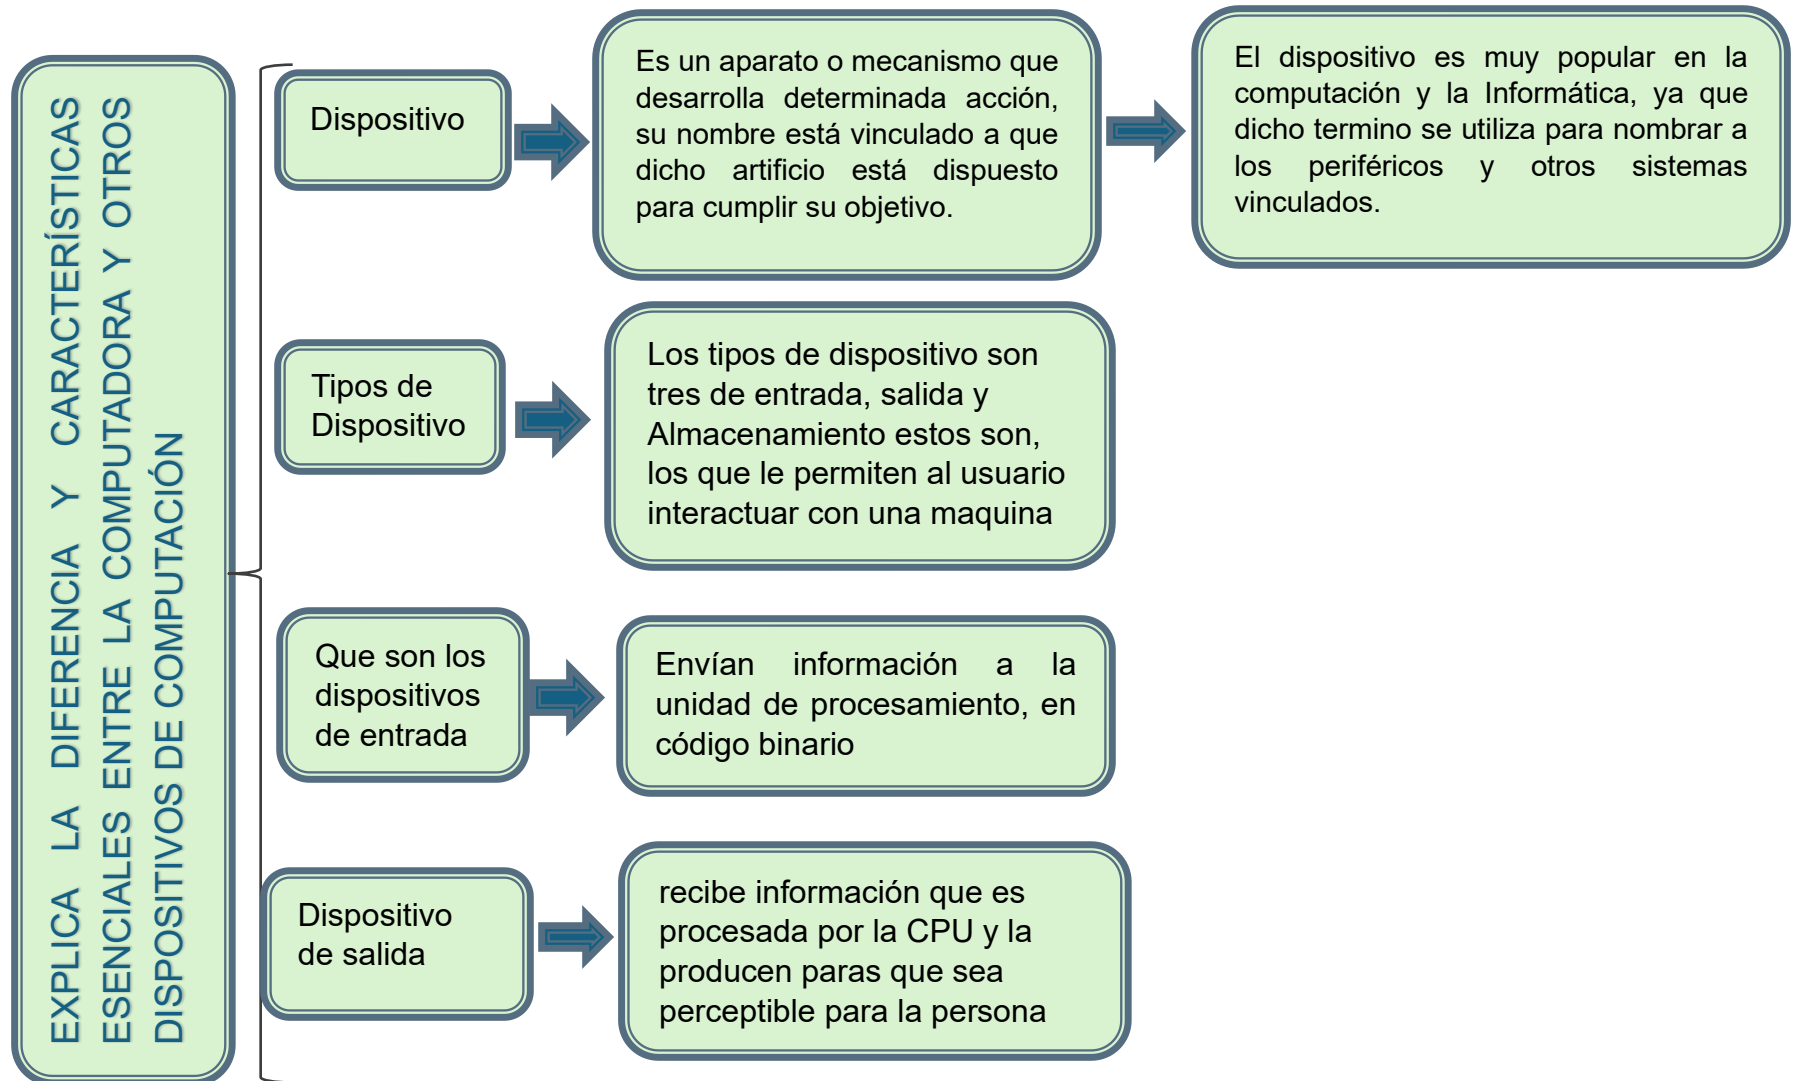 EXPLICA LA DIFERENCIA Y CARACTERÍSTICAS
ESENCIALES ENTRE LA COMPUTADORA Y OTROS
DISPOSITIVOS DE COMPUTACIÓN
Dispositivo
Es un aparato o mecanismo que
desarrolla determinada acción,
su nombre está vinculado a que
dicho artificio está dispuesto
para cumplir su objetivo.
El dispositivo es muy popular en la
computación y la Informática, ya que
dicho termino se utiliza para nombrar a
los periféricos y otros sistemas
vinculados.
Tipos de
Dispositivo
Los tipos de dispositivo son
tres de entrada, salida y
Almacenamiento estos son,
los que le permiten al usuario
interactuar con una maquina
Que son los
dispositivos
de entrada
Envían información a la
unidad de procesamiento, en
código binario
Dispositivo
de salida
recibe información que es
procesada por la CPU y la
producen paras que sea
perceptible para la persona